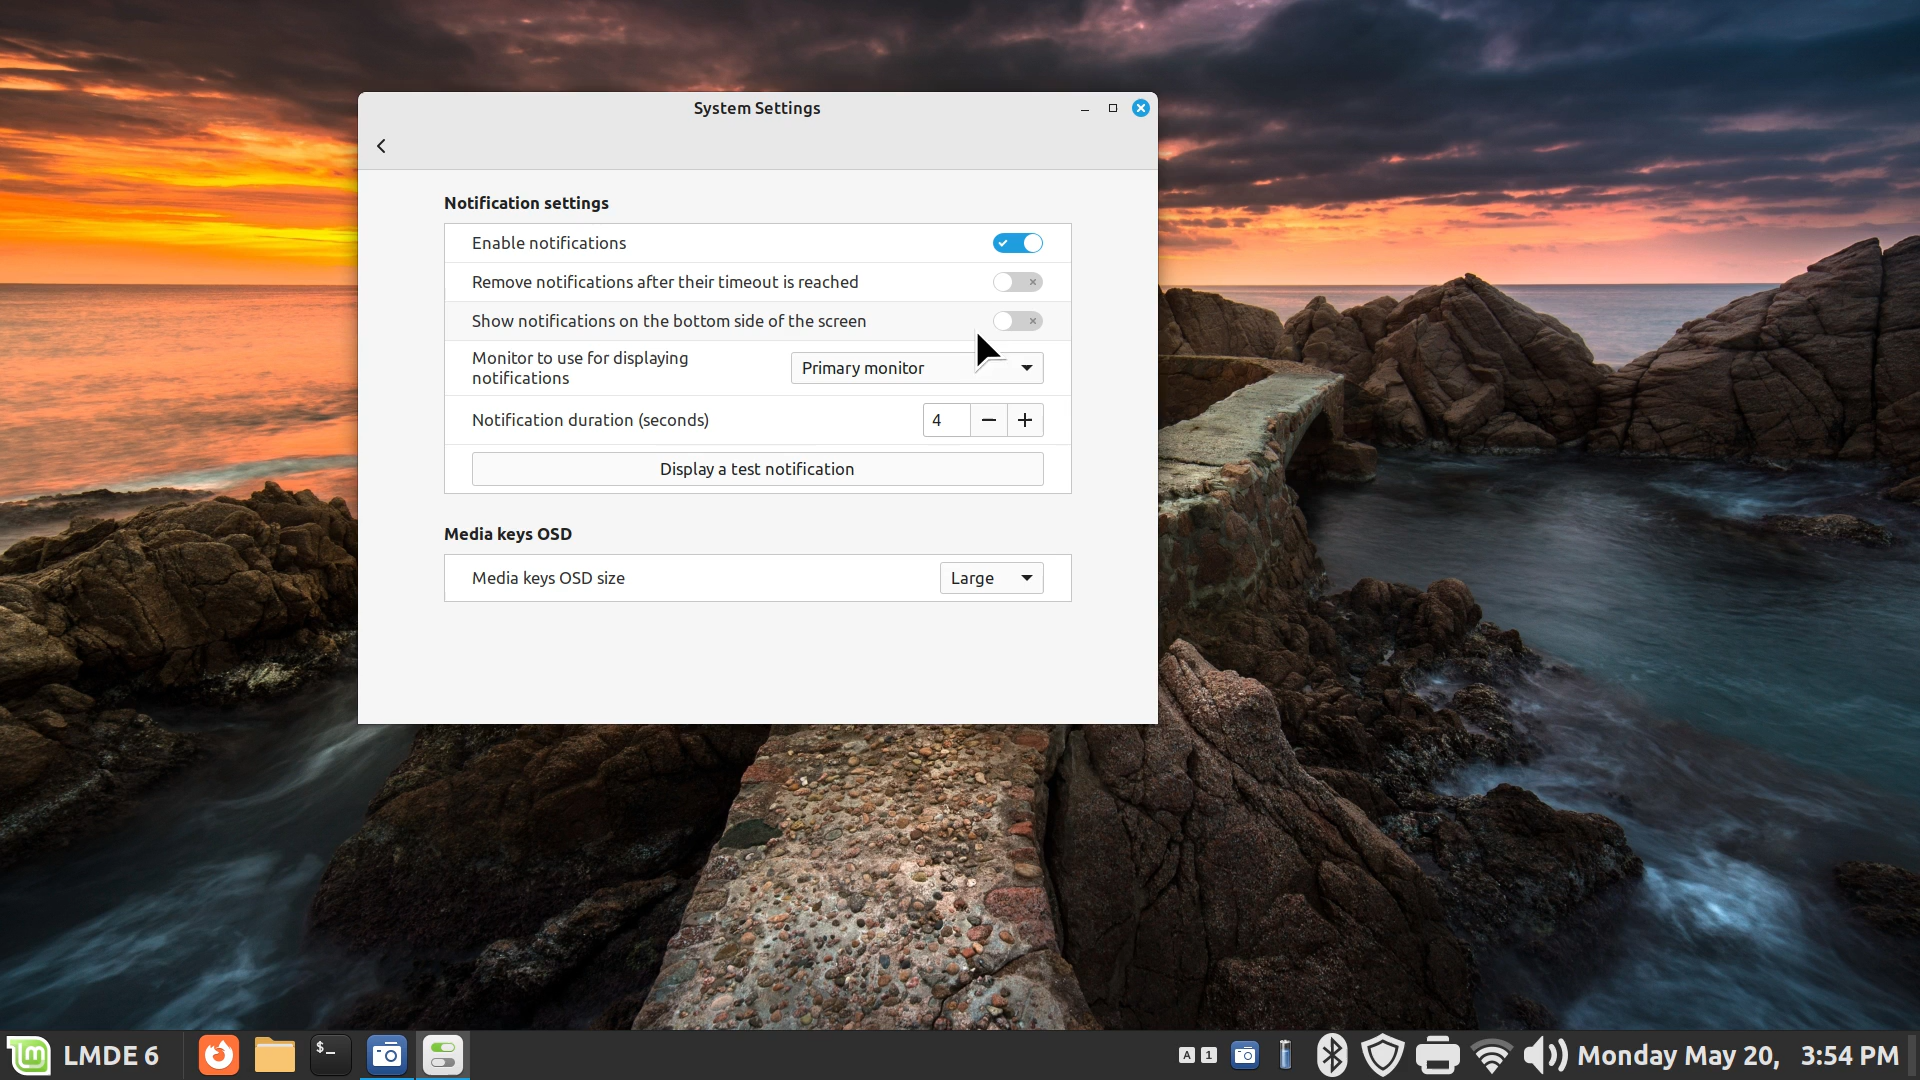 System Settings
Notification settings
Enable notifications
Remove notifications after their timeout is reached
Show notifications on the bottom side of the screen
Monitor to use for displaying
notifications
Primary monitor
Notification duration (seconds)
4
Display a test notification
Media keys OSD
Media keys OSD size
Large
LMDE 6
$_
A 1
Monday May 20, 3:54 PM